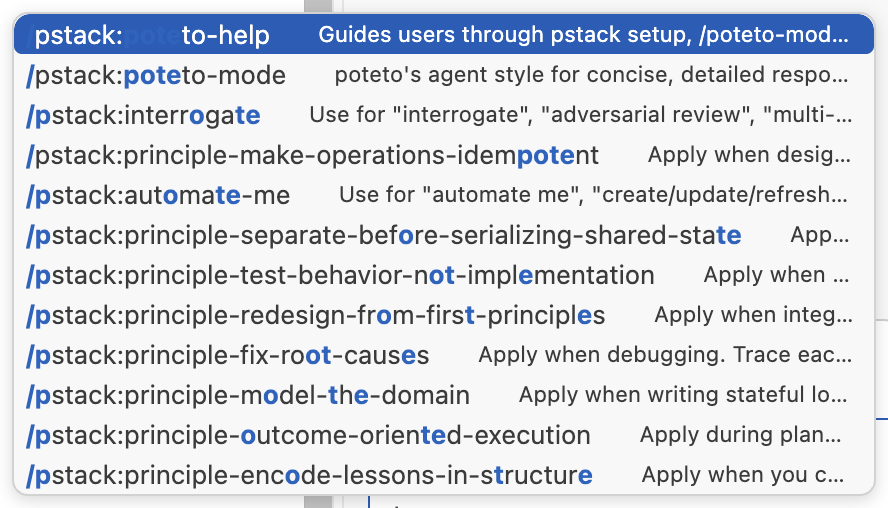 /pstack:poteto-help Guides users through pstack setup, /poteto-mod...
/pstack:poteto-mode poteto's agent style for concise, detailed respo...
/pstack:interrogate Use for "interrogate", "adversarial review", "multi-...
/pstack:principle-make-operations-idempotent Apply when desig...
/pstack:automate-me Use for "automate me", "create/update/refresh...
/pstack:principle-separate-before-serializing-shared-state App...
/pstack:principle-test-behavior-not-implementation Apply when ...
/pstack:principle-redesign-from-first-principles Apply when integ...
/pstack:principle-fix-root-causes Apply when debugging. Trace eac...
/pstack:principle-model-the-domain Apply when writing stateful lo...
/pstack:principle-outcome-oriented-execution Apply during plan...
/pstack:principle-encode-lessons-in-structure Apply when you c...